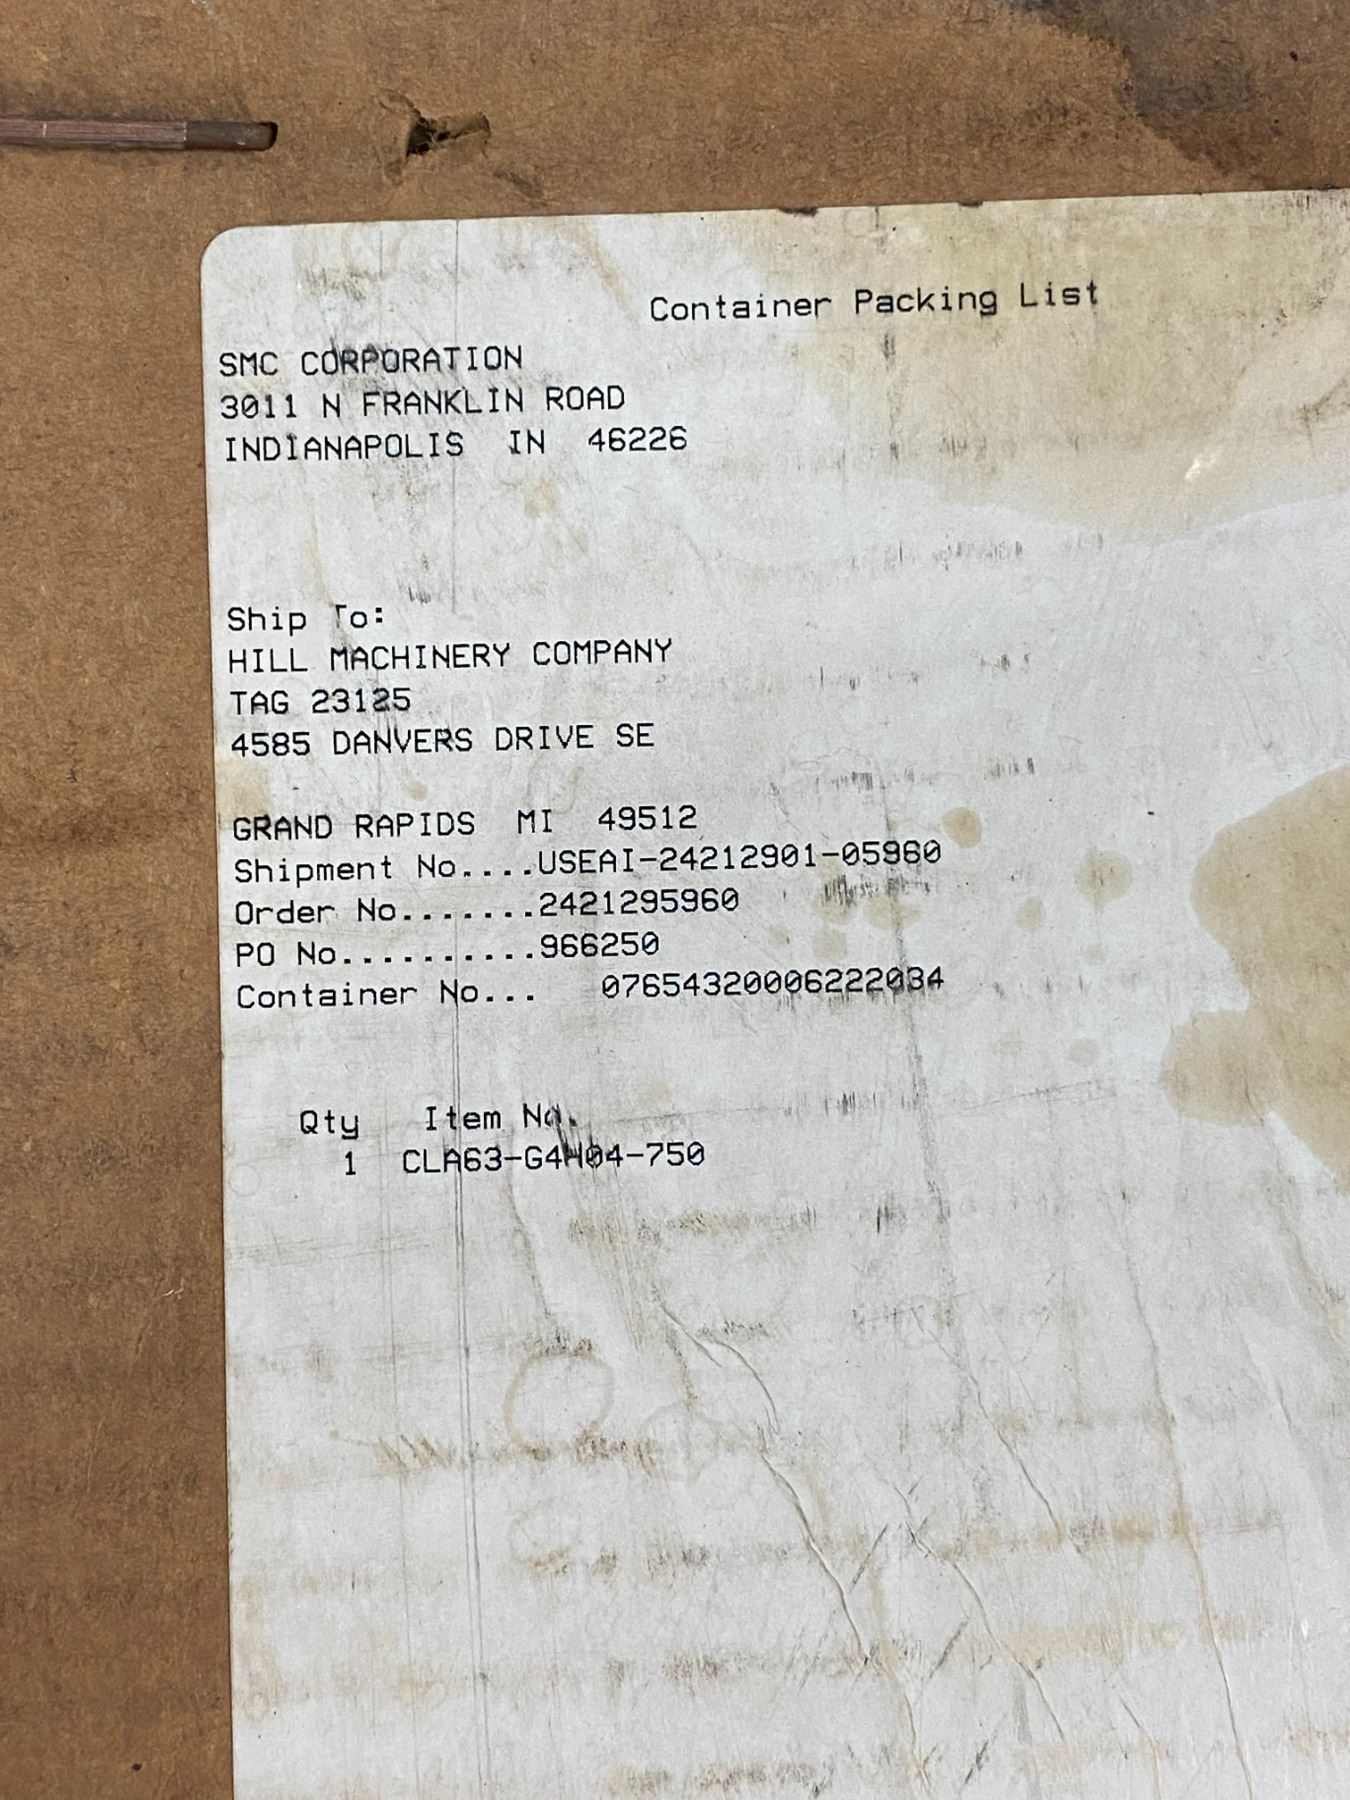 Container Packing List
SMC CORPORATION
3011 N FRANKLIN ROAD
INDIANAPOLIS IN 46226
Ship To:
HILL MACHINERY COMPANY
TAG 23125
4585 DANVERS DRIVE SE
GRAND RAPIDS MI 49512
Shipment No....USEAI-24212901-05960
Order No.......2421295960
PO No..........966250
Container No... 07654320006222034
Qty Item No.
1 CLA63-G4H04-750